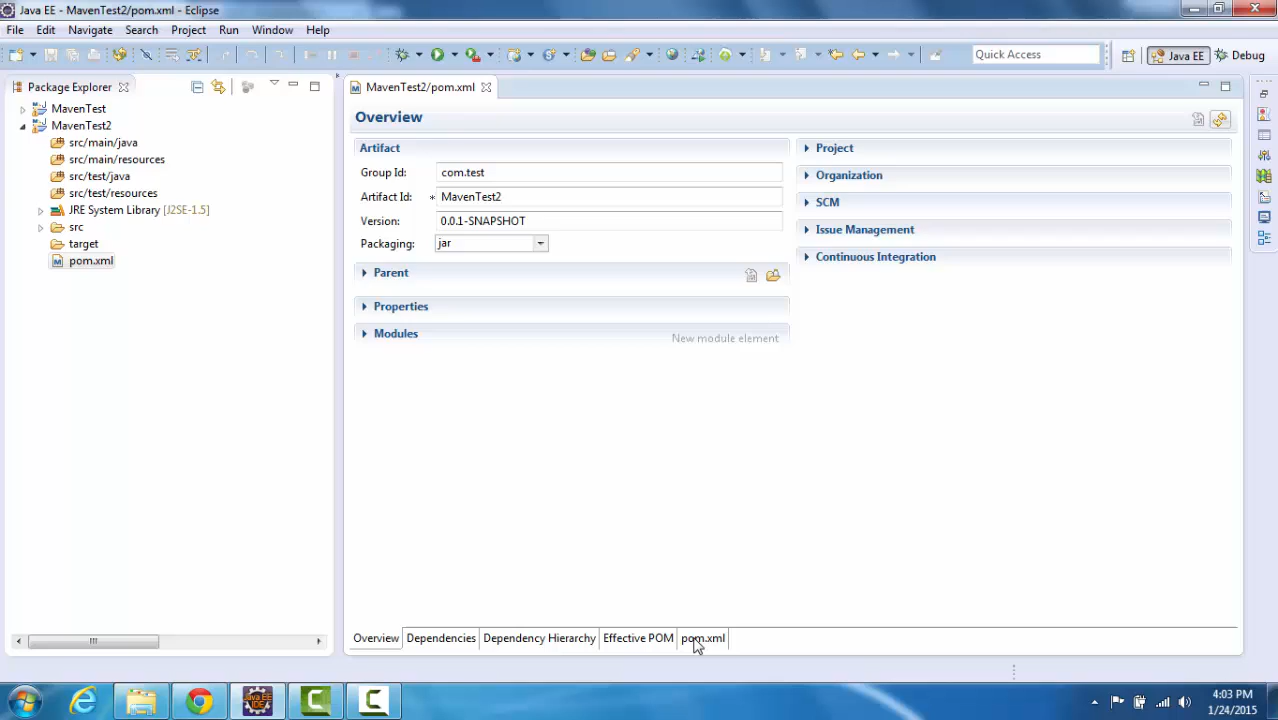 Java EE - MavenTest2/pom.xml - Eclipse
File Edit Navigate Search Project Run Window Help
Quick Access
Java EE
Debug
Package Explorer
MavenTest
MavenTest2
src/main/java
src/main/resources
src/test/java
src/test/resources
JRE System Library [J2SE-1.5]
src
target
pom.xml
MavenTest2/pom.xml
Overview
Artifact
Group Id: com.test
Artifact Id: * MavenTest2
Version: 0.0.1-SNAPSHOT
Packaging: jar
Parent
Properties
Modules
New module element
Project
Organization
SCM
Issue Management
Continuous Integration
Overview Dependencies Dependency Hierarchy Effective POM pom.xml
Java EE
IDE
4:03 PM
1/24/2015